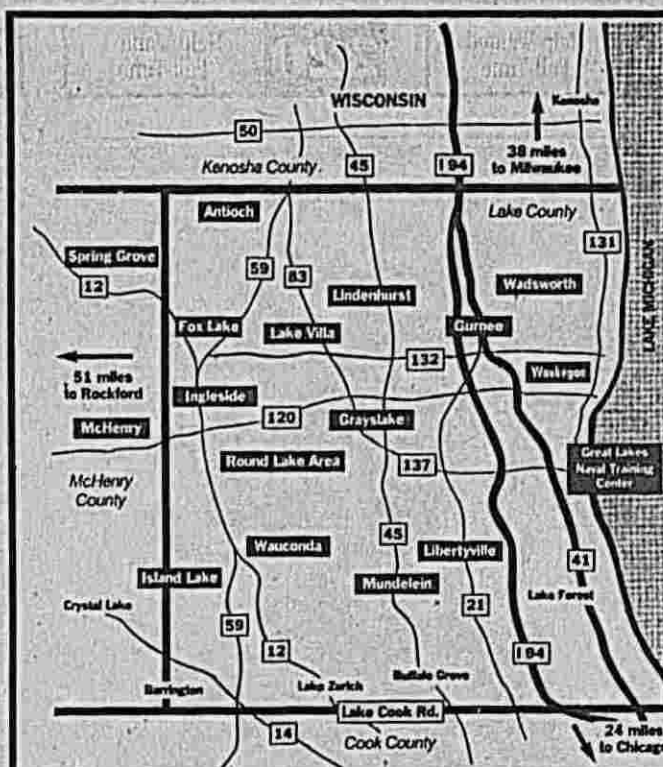 WISCONSIN
Kenosha
50
Kenosha County
45
I 94
38 miles
to Milwaukee
Antioch
Lake County
Spring Grove
12
59
83
131
Lindenhurst
Wadsworth
LAKE MICHIGAN
Fox Lake
Lake Villa
Gurnee
132
51 miles
to Rockford
Ingleside
Waukegan
McHenry
120
Grayslake
Round Lake Area
137
Great Lakes
Naval Training
Center
McHenry
County
45
Wauconda
Libertyville
41
Island Lake
Mundelein
Crystal Lake
59
21
Lake Forest
12
I 94
Barrington
Lake Zurich
Buffalo Grove
Lake Cook Rd.
14
Cook County
24 miles
to Chicago